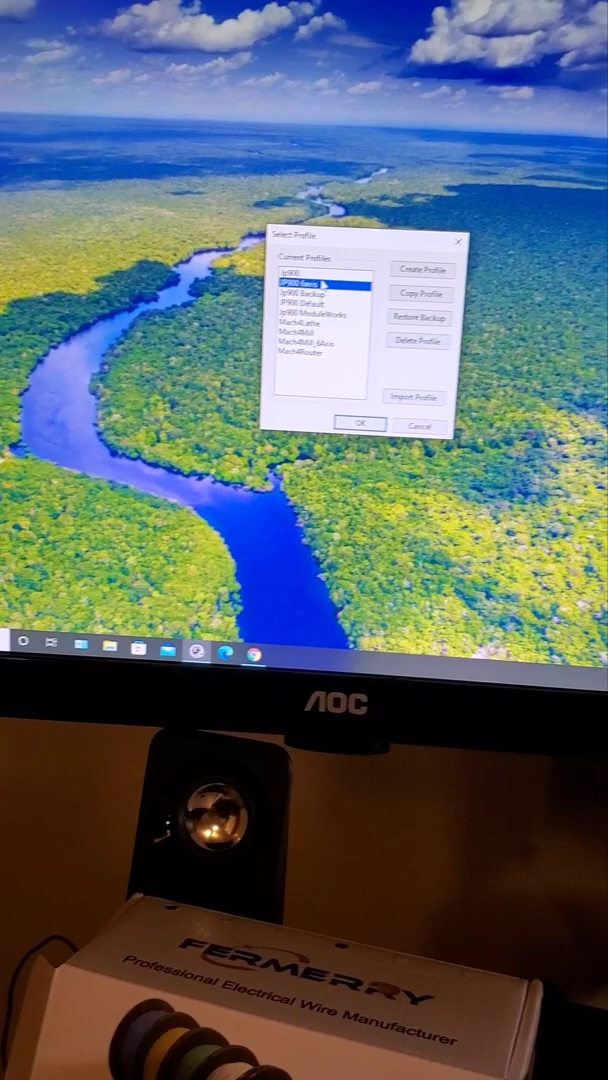 Select Profile
Current Profiles
Jp900
JP900 6axis
Jp900 Backup
JP900 Default
Jp900 ModuleWorks
Mach4Lathe
Mach4Mill
Mach4Mill_6Axis
Mach4Router
Create Profile
Copy Profile
Restore Backup
Delete Profile
Import Profile
OK
Cancel
AOC
FERMERRY
Professional Electrical Wire Manufacturer